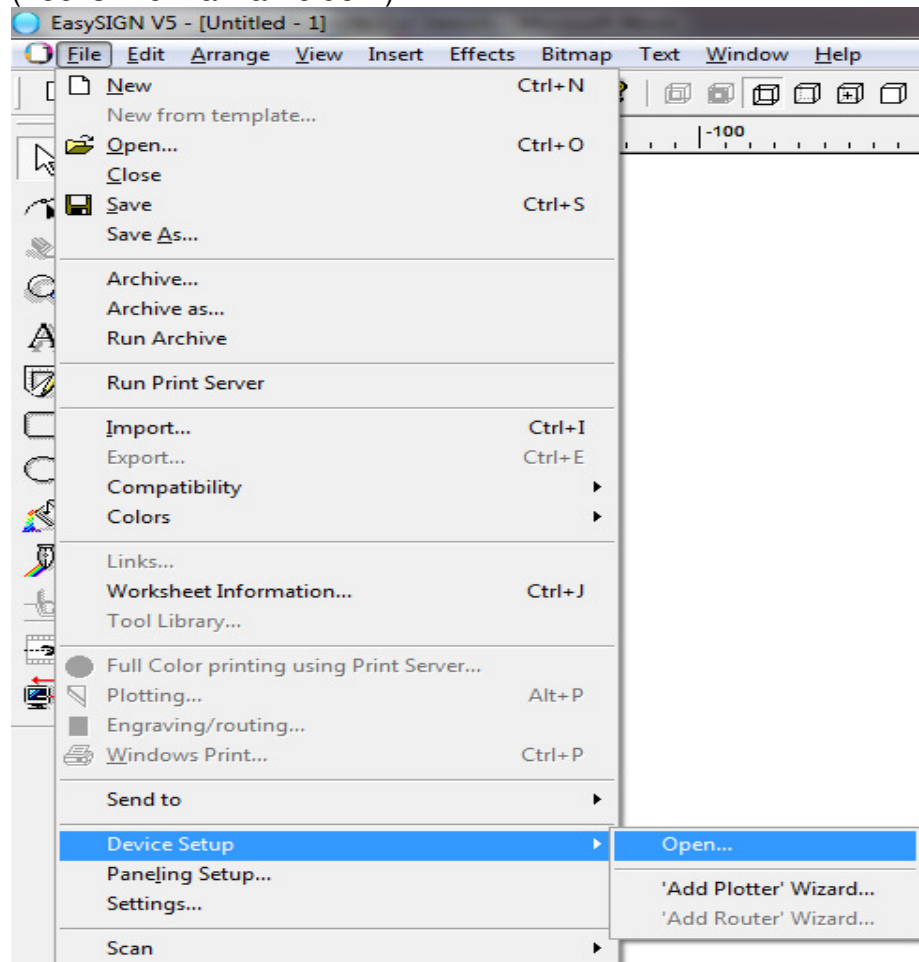 EasySIGN V5 - [Untitled - 1]
File Edit Arrange View Insert Effects Bitmap Text Window Help
New Ctrl+N
New from template...
-100
Open... Ctrl+O
Close
Save Ctrl+S
Save As...
Archive...
Archive as...
Run Archive
Run Print Server
Import... Ctrl+I
Export... Ctrl+E
Compatibility
Colors
Links...
Worksheet Information... Ctrl+J
Tool Library...
Full Color printing using Print Server...
Plotting... Alt+P
Engraving/routing...
Windows Print... Ctrl+P
Send to
Device Setup
Open...
Paneling Setup...
'Add Plotter' Wizard...
Settings...
'Add Router' Wizard...
Scan